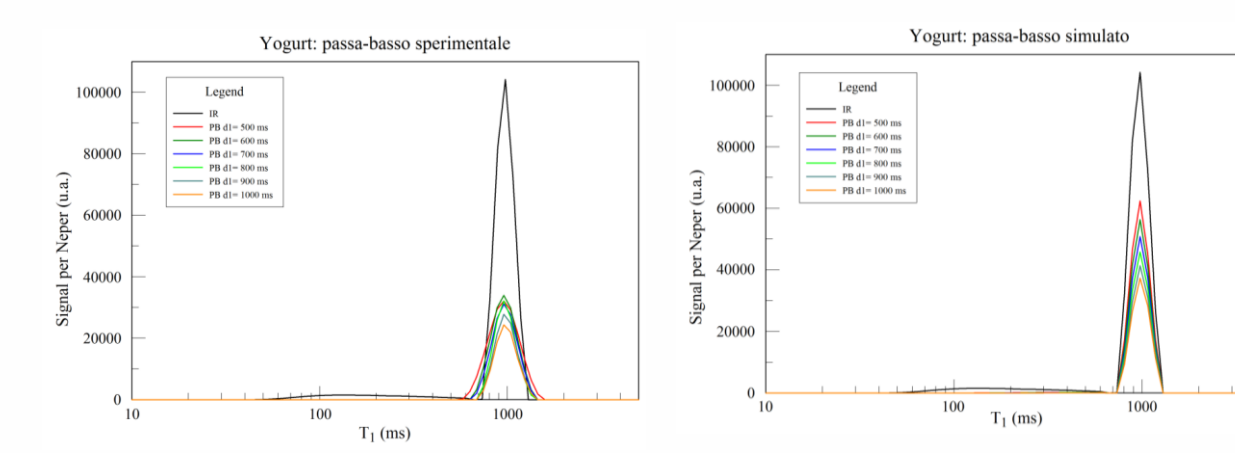 Yogurt: passa-basso sperimentale
Legend
IR
PB d1= 500 ms
PB d1= 600 ms
PB d1= 700 ms
PB d1= 800 ms
PB d1= 900 ms
PB d1= 1000 ms
Signal per Neper (u.a.)
100000
80000
60000
40000
20000
0
10
100
1000
T1 (ms)
Yogurt: passa-basso simulato
Legend
IR
PB d1= 500 ms
PB d1= 600 ms
PB d1= 700 ms
PB d1= 800 ms
PB d1= 900 ms
PB d1= 1000 ms
Signal per Neper (u.a.)
100000
80000
60000
40000
20000
0
10
100
1000
T1 (ms)